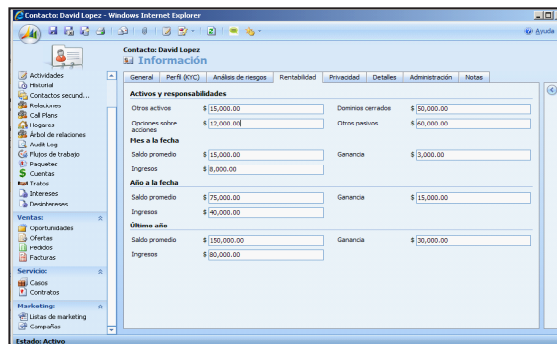 Contacto: David Lopez - Windows Internet Explorer
Ayuda
Contacto: David Lopez
Información
General Perfil (KYC) Análisis de riesgos Rentabilidad Privacidad Detalles Administración Notas
Actividades
Historial
Contactos secund...
Relaciones
Call Plans
Hogares
Árbol de relaciones
Audit Log
Flujos de trabajo
Paquetes
Cuentas
Tratos
Intereses
Desintereses
Ventas:
Oportunidades
Ofertas
Pedidos
Facturas
Servicio:
Casos
Contratos
Marketing:
Listas de marketing
Campañas
Activos y responsabilidades
Otros activos $ 15,000.00 Dominios cerrados $ 50,000.00
Opciones sobre acciones $ 12,000.00 Otros pasivos $ 60,000.00
Mes a la fecha
Saldo promedio $ 15,000.00 Ganancia $ 3,000.00
Ingresos $ 8,000.00
Año a la fecha
Saldo promedio $ 75,000.00 Ganancia $ 15,000.00
Ingresos $ 40,000.00
Último año
Saldo promedio $ 150,000.00 Ganancia $ 30,000.00
Ingresos $ 80,000.00
Estado: Activo